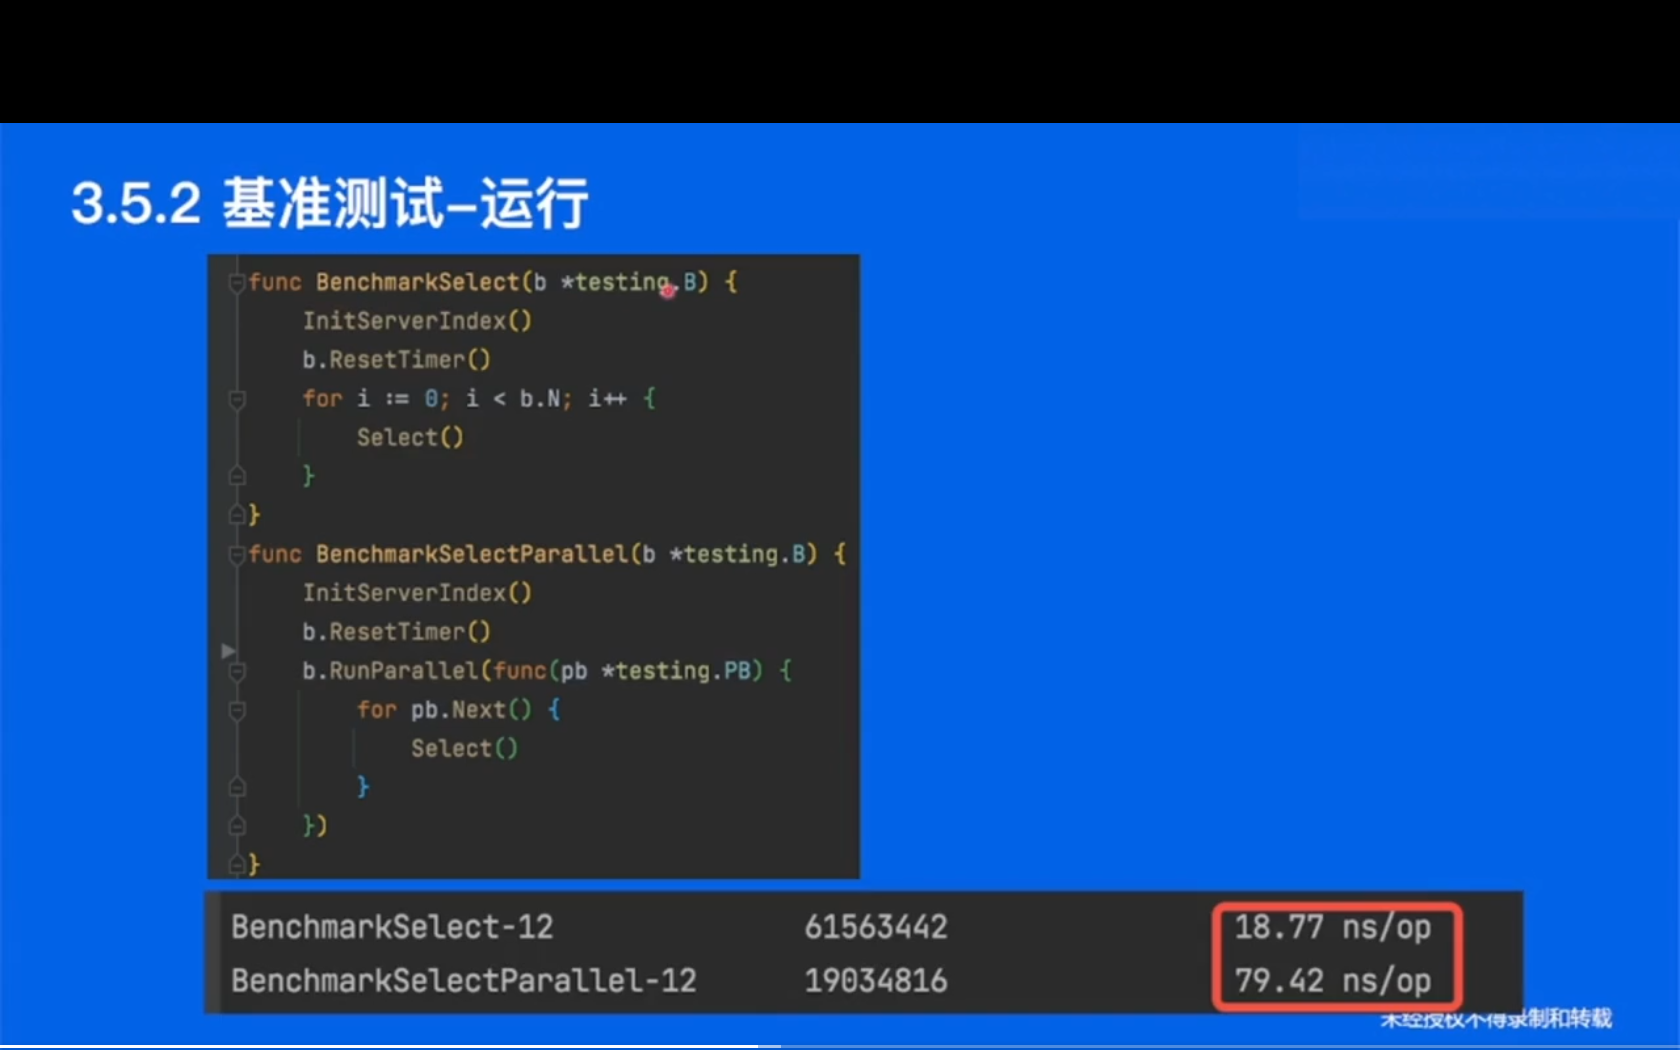 3.5.2 基准测试-运行
func BenchmarkSelect(b *testing.B) {
InitServerIndex()
b.ResetTimer()
for i := 0; i < b.N; i++ {
Select()
}
}
func BenchmarkSelectParallel(b *testing.B) {
InitServerIndex()
b.ResetTimer()
b.RunParallel(func(pb *testing.PB) {
for pb.Next() {
Select()
}
})
}
BenchmarkSelect-12 61563442 18.77 ns/op
BenchmarkSelectParallel-12 19034816 79.42 ns/op
未经授权不得录制和转载